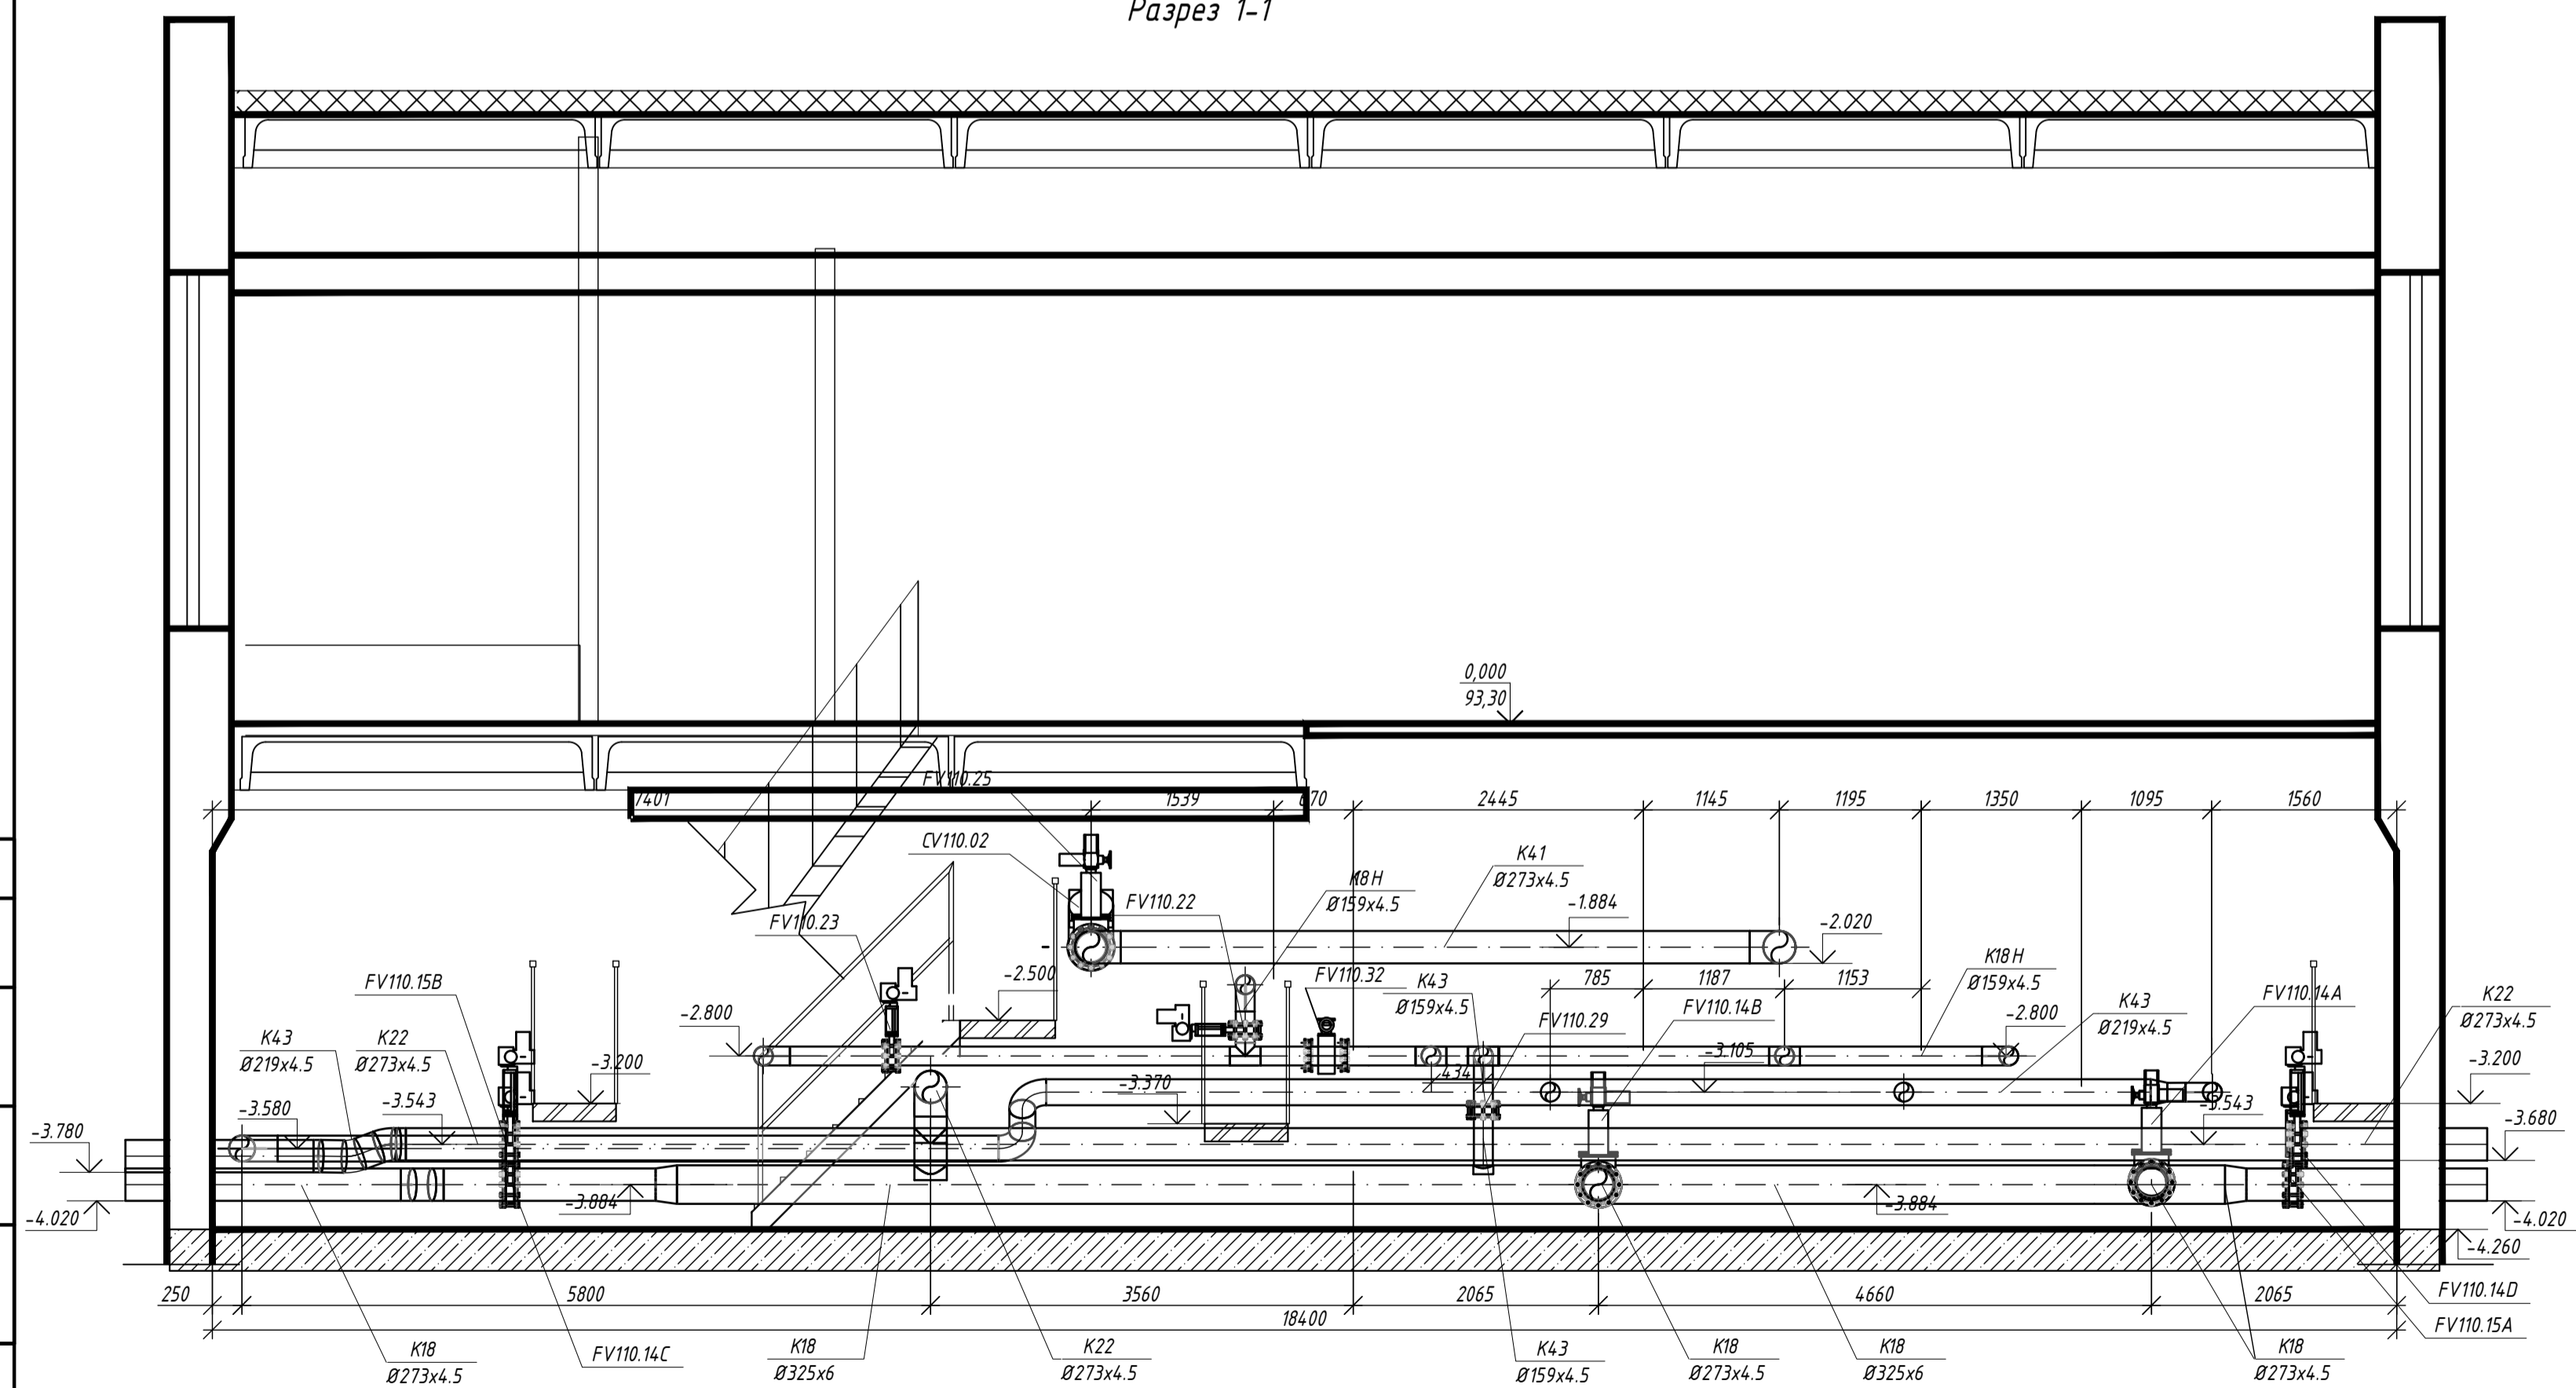 Разрез 1-1
0,000
93,30
FV110.25
7401
1539
670
2445
1145
1195
1350
1095
1560
CV110.02
K41
Ø273x4.5
K8H
Ø159x4.5
FV110.22
-1.884
FV110.23
-2.020
FV110.15B
-2.500
FV110.32
K43
Ø159x4.5
785
1187
1153
K18H
Ø159x4.5
FV110.14A
K22
Ø273x4.5
-2.800
FV110.29
FV110.14B
-2.800
K43
Ø219x4.5
K43
Ø219x4.5
K22
Ø273x4.5
-3.200
-3.105
-3.200
434
-3.370
-3.580
-3.543
-3.543
-3.780
-3.680
-3.884
-3.884
-4.020
-4.020
-4.260
250
5800
3560
2065
4660
2065
18400
FV110.14D
FV110.15A
K18
Ø273x4.5
FV110.14C
K18
Ø325x6
K22
Ø273x4.5
K43
Ø159x4.5
K18
Ø273x4.5
K18
Ø325x6
K18
Ø273x4.5